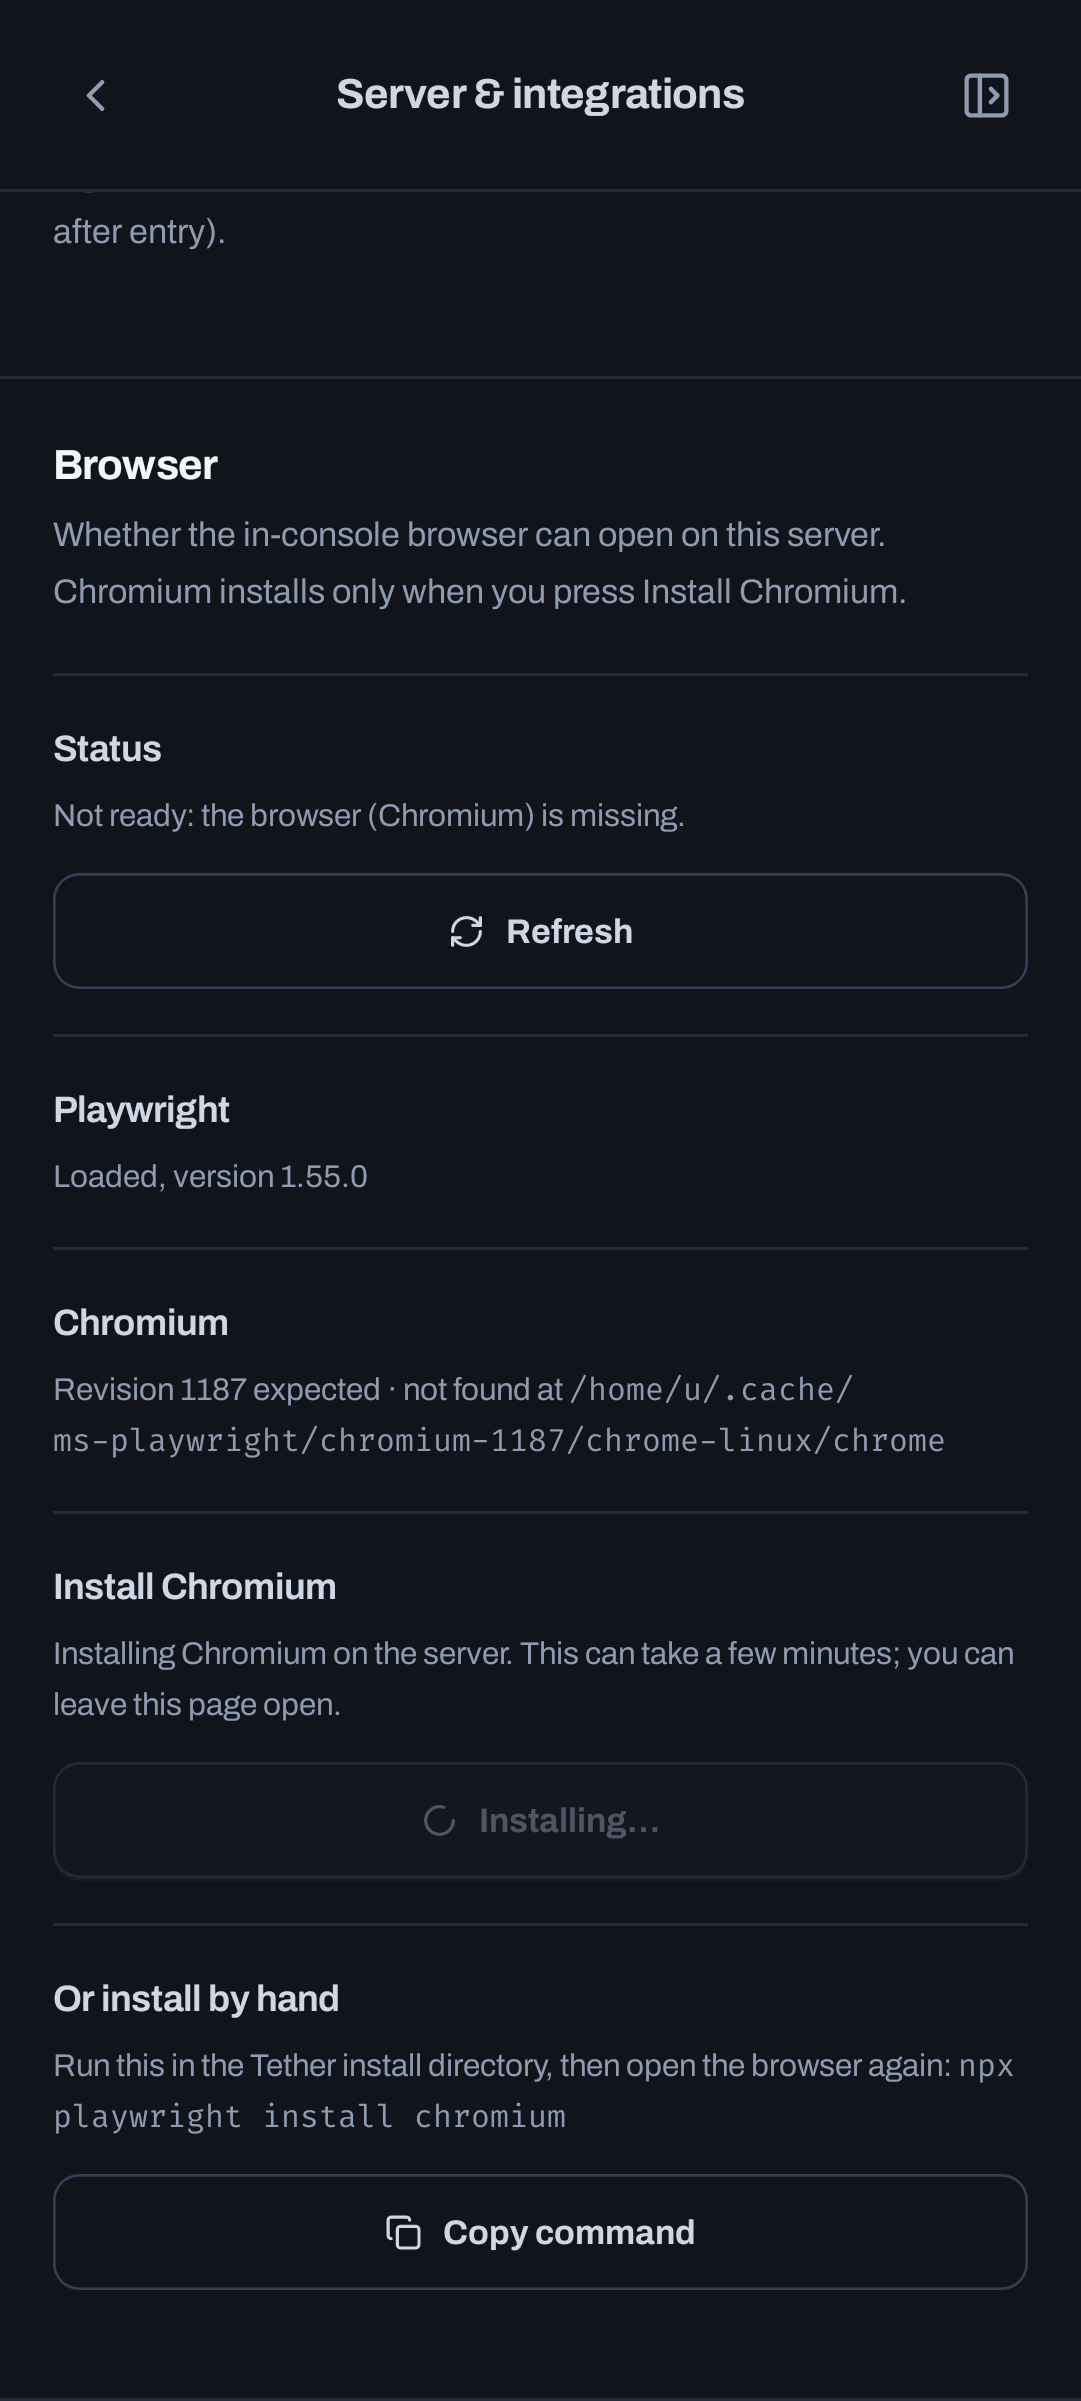 Server & integrations
after entry).
Browser
Whether the in-console browser can open on this server.
Chromium installs only when you press Install Chromium.
Status
Not ready: the browser (Chromium) is missing.
Refresh
Playwright
Loaded, version 1.55.0
Chromium
Revision 1187 expected · not found at /home/u/.cache/
ms-playwright/chromium-1187/chrome-linux/chrome
Install Chromium
Installing Chromium on the server. This can take a few minutes; you can
leave this page open.
Installing...
Or install by hand
Run this in the Tether install directory, then open the browser again: npx
playwright install chromium
Copy command